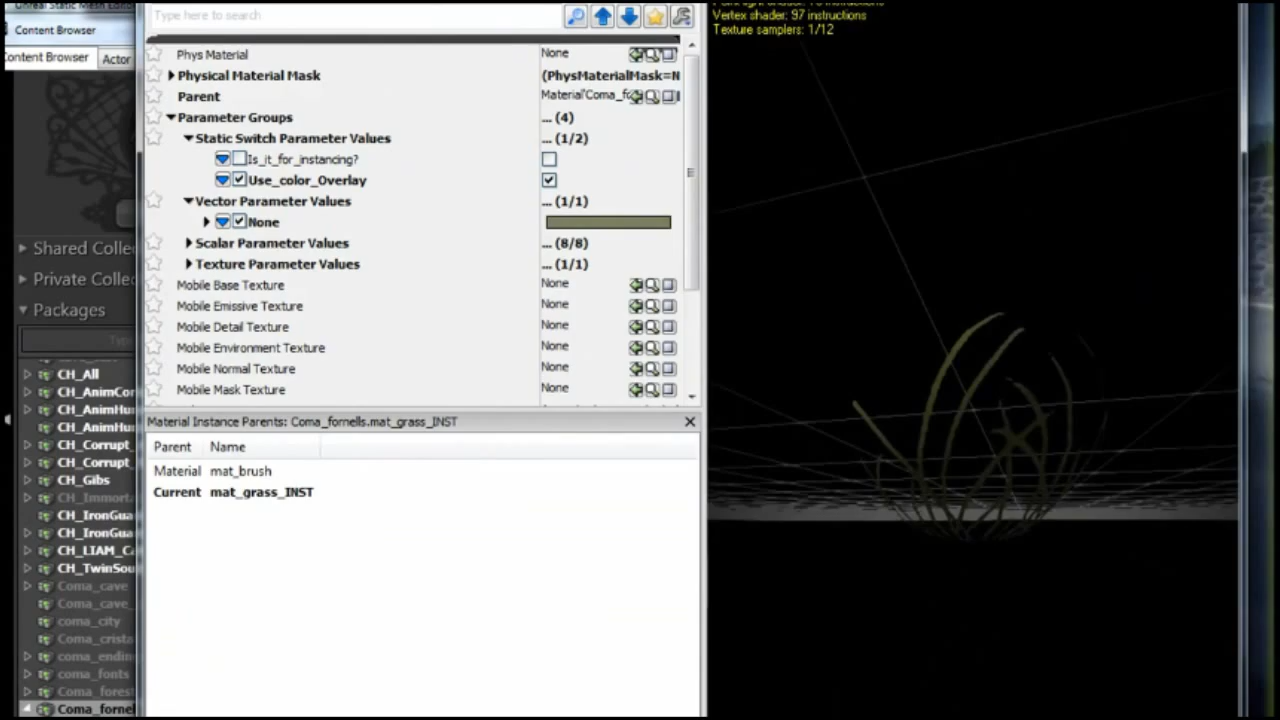 Unreal Static Mesh Editor
Content Browser
Content Browser
Actor
Type here to search
Vertex shader: 97 instructions
Texture samplers: 1/12
Phys Material
None
Physical Material Mask
(PhysMaterialMask=N
Parent
Material'Coma_fo
Parameter Groups
... (4)
Static Switch Parameter Values
... (1/2)
Is_it_for_instancing?
Use_color_Overlay
Vector Parameter Values
... (1/1)
None
Scalar Parameter Values
... (8/8)
Texture Parameter Values
... (1/1)
Mobile Base Texture
None
Mobile Emissive Texture
None
Mobile Detail Texture
None
Mobile Environment Texture
None
Mobile Normal Texture
None
Mobile Mask Texture
None
Shared Colle
Private Collec
Packages
Type
CH_All
CH_AnimCor
CH_AnimHu
CH_AnimHu
CH_Corrupt_
CH_Corrupt_
CH_Gibs
CH_Immorta
CH_IronGua
CH_IronGua
CH_LIAM_Ca
CH_TwinSou
Coma_cave
Coma_cave_
coma_city
Coma_crista
coma_endin
coma_fonts
Coma_forest
Coma_fornel
Material Instance Parents: Coma_fornells.mat_grass_INST
Parent Name
Material mat_brush
Current mat_grass_INST